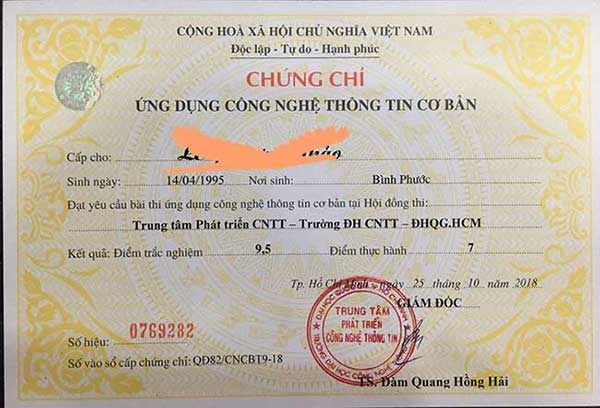 CỘNG HOÀ XÃ HỘI CHỦ NGHĨA VIỆT NAM
Độc lập - Tự do - Hạnh phúc
CHỨNG CHỈ
ỨNG DỤNG CÔNG NGHỆ THÔNG TIN CƠ BẢN
Cấp cho:
Sinh ngày: 14/04/1995 Nơi sinh: Bình Phước
Đạt yêu cầu bài thi ứng dụng công nghệ thông tin cơ bản tại Hội đồng thi:
Trung tâm Phát triển CNTT – Trường ĐH CNTT – ĐHQG.HCM
Kết quả: Điểm trắc nghiệm 9,5 Điểm thực hành 7
Tp. Hồ Chí Minh, ngày 25 tháng 10 năm 2018
GIÁM ĐỐC
TRUNG TÂM
PHÁT TRIỂN
CÔNG NGHỆ THÔNG TIN
Số hiệu: 0769282
Số vào sổ cấp chứng chỉ: QĐ82/CNCBT9-18
TS. Đàm Quang Hồng Hải